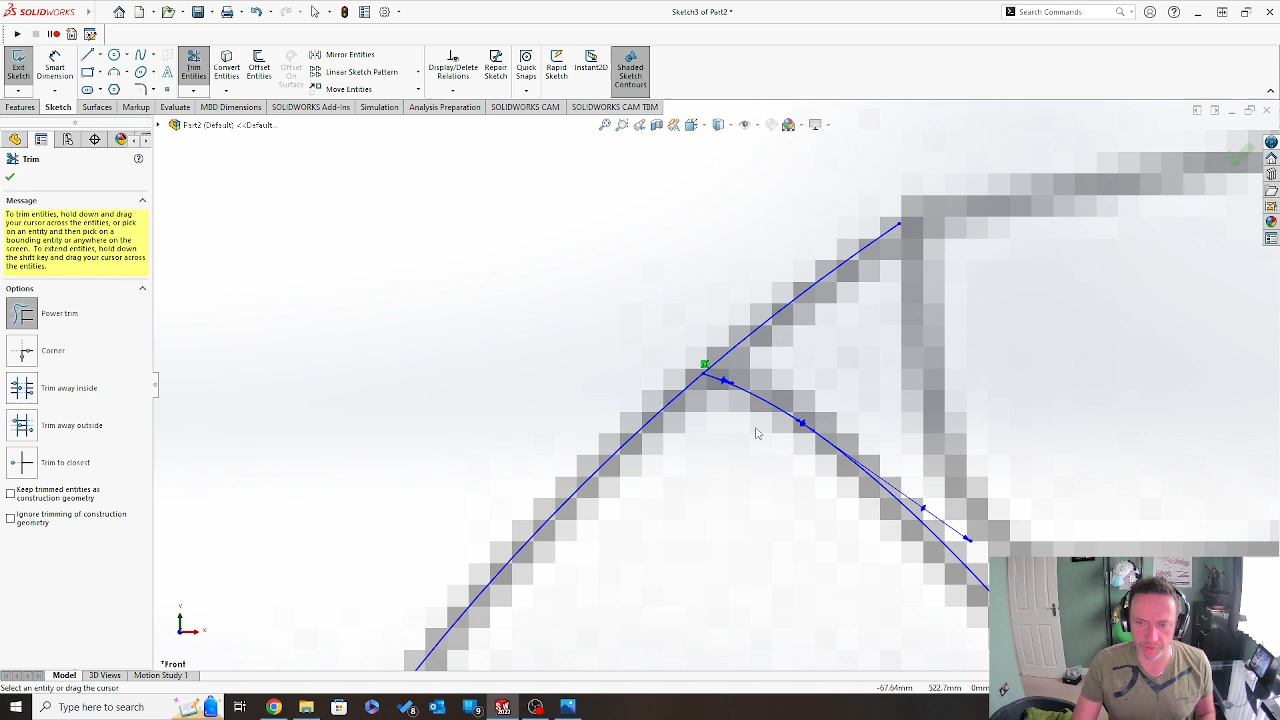 SOLIDWORKS
Sketch3 of Part2 *
Search Commands
Exit Sketch
Smart Dimension
Trim Entities
Convert Entities
Offset Entities
Offset On Surface
Mirror Entities
Linear Sketch Pattern
Move Entities
Display/Delete Relations
Repair Sketch
Quick Snaps
Rapid Sketch
Instant2D
Shaded Sketch Contours
Features Sketch Surfaces Markup Evaluate MBD Dimensions SOLIDWORKS Add-Ins Simulation Analysis Preparation SOLIDWORKS CAM SOLIDWORKS CAM TBM
Part2 (Default) <<Default...
Trim
Message
To trim entities, hold down and drag
your cursor across the entities, or pick
on an entity and then pick on a
bounding entity or anywhere on the
screen. To extend entities, hold down
the shift key and drag your cursor across
the entities.
Options
Power trim
Corner
Trim away inside
Trim away outside
Trim to closest
Keep trimmed entities as
construction geometry
Ignore trimming of construction
geometry
Y
X
*Front
Model 3D Views Motion Study 1
Select an entity or drag the cursor
-67.64mm 522.7mm 0mm
Type here to search